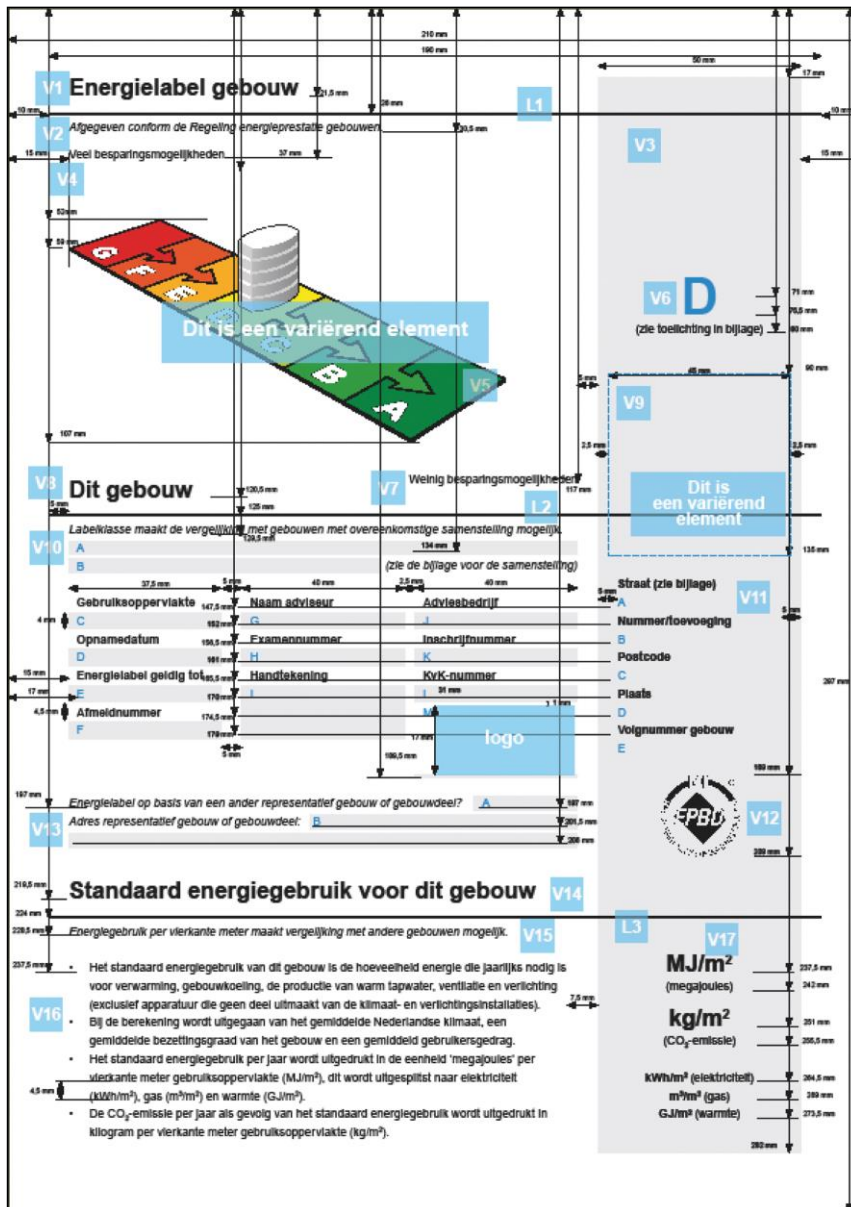 210 mm
190 mm
50 mm
17 mm
V1 Energielabel gebouw
21,5 mm
26 mm
L1
10 mm
10 mm
V2 Afgegeven conform de Regeling energieprestatie gebouwen.
30,5 mm
V3
Veel besparingsmogelijkheden
37 mm
15 mm
15 mm
V4
53 mm
59 mm
G F E D C B A
Dit is een variërend element
V5
V6 D
71 mm
75,5 mm
(zie toelichting in bijlage)
80 mm
90 mm
5 mm
45 mm
V9
107 mm
2,5 mm
2,5 mm
V8 Dit gebouw
V7 Weinig besparingsmogelijkheden
117 mm
120,5 mm
Dit is
een variërend
element
5 mm
125 mm
L2
Labelklasse maakt de vergelijking met gebouwen met overeenkomstige samenstelling mogelijk.
129,5 mm
V10
A
134 mm
135 mm
B
(zie de bijlage voor de samenstelling)
37,5 mm
5 mm
40 mm
2,5 mm
40 mm
Straat (zie bijlage)
V11
5 mm
A
Gebruiksoppervlakte
147,5 mm
Naam adviseur
Adviesbedrijf
5 mm
4 mm
C
152 mm
G
J
Nummer/toevoeging
B
Opnamedatum
156,5 mm
Examennummer
Inschrijfnummer
D
161 mm
H
K
Postcode
C
15 mm
Energielabel geldig tot
165,5 mm
Handtekening
KvK-nummer
297 mm
17 mm
E
170 mm
I
L
31 mm
Plaats
D
4,5 mm
Afmeldnummer
174,5 mm
M
F
179 mm
17 mm
logo
Volgnummer gebouw
E
5 mm
189,5 mm
189 mm
EPBD
V12
197 mm
Energielabel op basis van een ander representatief gebouw of gebouwdeel?
A
197 mm
V13
Adres representatief gebouw of gebouwdeel:
B
201,5 mm
206 mm
209 mm
219,5 mm
Standaard energiegebruik voor dit gebouw
V14
224 mm
L3
228,5 mm
Energiegebruik per vierkante meter maakt vergelijking met andere gebouwen mogelijk.
V15
V17
237,5 mm
• Het standaard energiegebruik van dit gebouw is de hoeveelheid energie die jaarlijks nodig is
voor verwarming, gebouwkoeling, de productie van warm tapwater, ventilatie en verlichting
(exclusief apparatuur die geen deel uitmaakt van de klimaat- en verlichtingsinstallaties).
V16
• Bij de berekening wordt uitgegaan van het gemiddelde Nederlandse klimaat, een
gemiddelde bezettingsgraad van het gebouw en een gemiddeld gebruikersgedrag.
• Het standaard energiegebruik per jaar wordt uitgedrukt in de eenheid 'megajoules' per
vierkante meter gebruiksoppervlakte (MJ/m²), dit wordt uitgesplitst naar elektriciteit
4,5 mm
(kWh/m²), gas (m³/m²) en warmte (GJ/m²).
• De CO₂-emissie per jaar als gevolg van het standaard energiegebruik wordt uitgedrukt in
kilogram per vierkante meter gebruiksoppervlakte (kg/m²).
7,5 mm
MJ/m²
237,5 mm
(megajoules)
242 mm
kg/m²
251 mm
(CO₂-emissie)
255,5 mm
kWh/m² (elektriciteit)
264,5 mm
m³/m² (gas)
269 mm
GJ/m² (warmte)
273,5 mm
282 mm